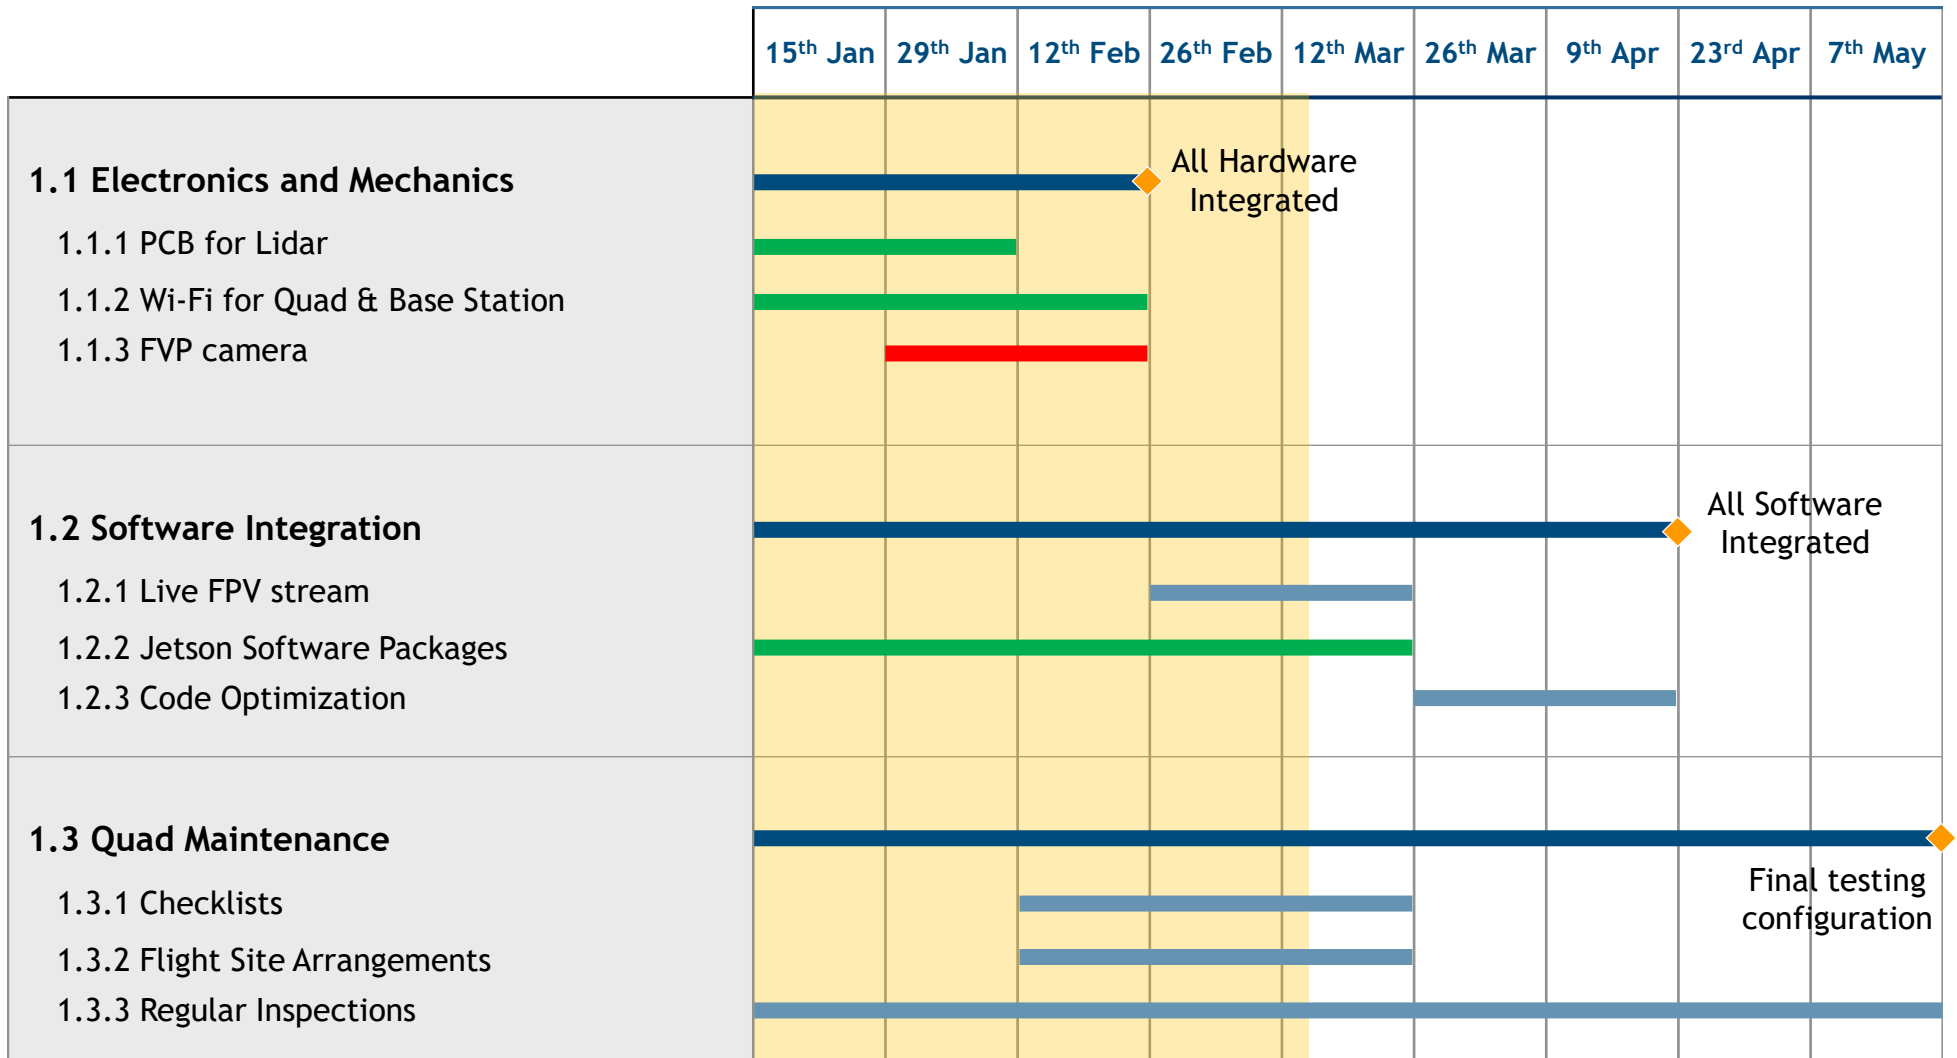 15th Jan 29th Jan 12th Feb 26th Feb 12th Mar 26th Mar 9th Apr 23rd Apr 7th May
1.1 Electronics and Mechanics
All Hardware
Integrated
1.1.1 PCB for Lidar
1.1.2 Wi-Fi for Quad & Base Station
1.1.3 FVP camera
1.2 Software Integration
All Software
Integrated
1.2.1 Live FPV stream
1.2.2 Jetson Software Packages
1.2.3 Code Optimization
1.3 Quad Maintenance
Final testing
configuration
1.3.1 Checklists
1.3.2 Flight Site Arrangements
1.3.3 Regular Inspections